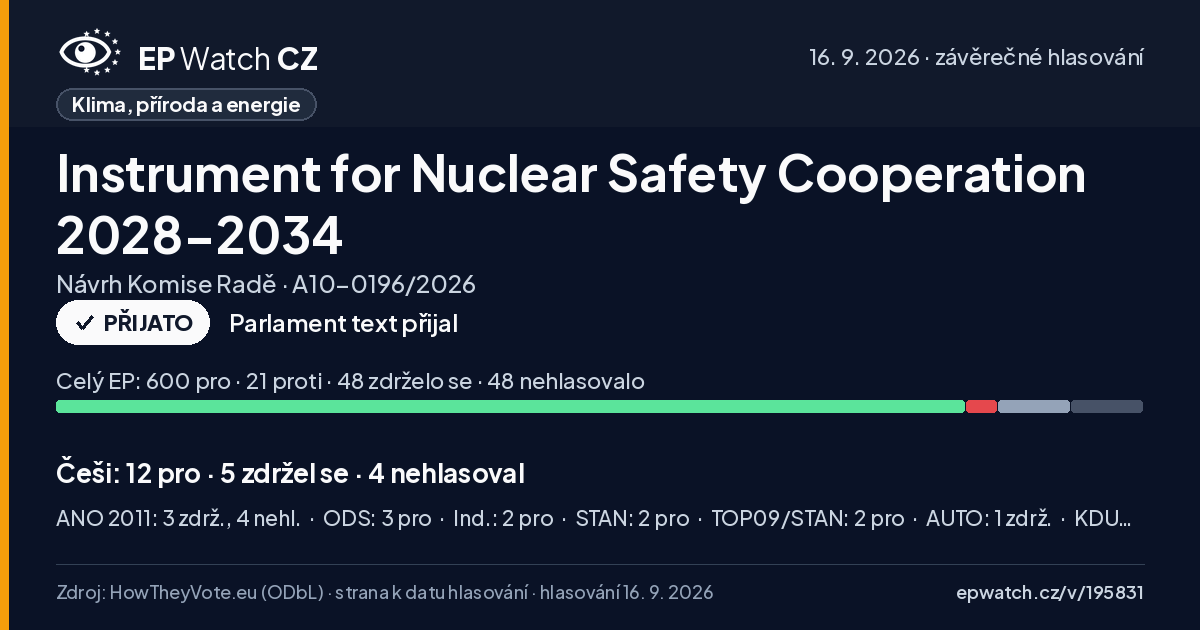 EP Watch CZ
16. 9. 2026 · závěrečné hlasování
Klima, příroda a energie
Instrument for Nuclear Safety Cooperation
2028–2034
Návrh Komise Radě · A10–0196/2026
✓ PŘIJATO Parlament text přijal
Celý EP: 600 pro · 21 proti · 48 zdrželo se · 48 nehlasovalo
Češi: 12 pro · 5 zdržel se · 4 nehlasoval
ANO 2011: 3 zdrž., 4 nehl. · ODS: 3 pro · Ind.: 2 pro · STAN: 2 pro · TOP09/STAN: 2 pro · AUTO: 1 zdrž. · KDU…
Zdroj: HowTheyVote.eu (ODbL) · strana k datu hlasování · hlasování 16. 9. 2026
epwatch.cz/v/195831